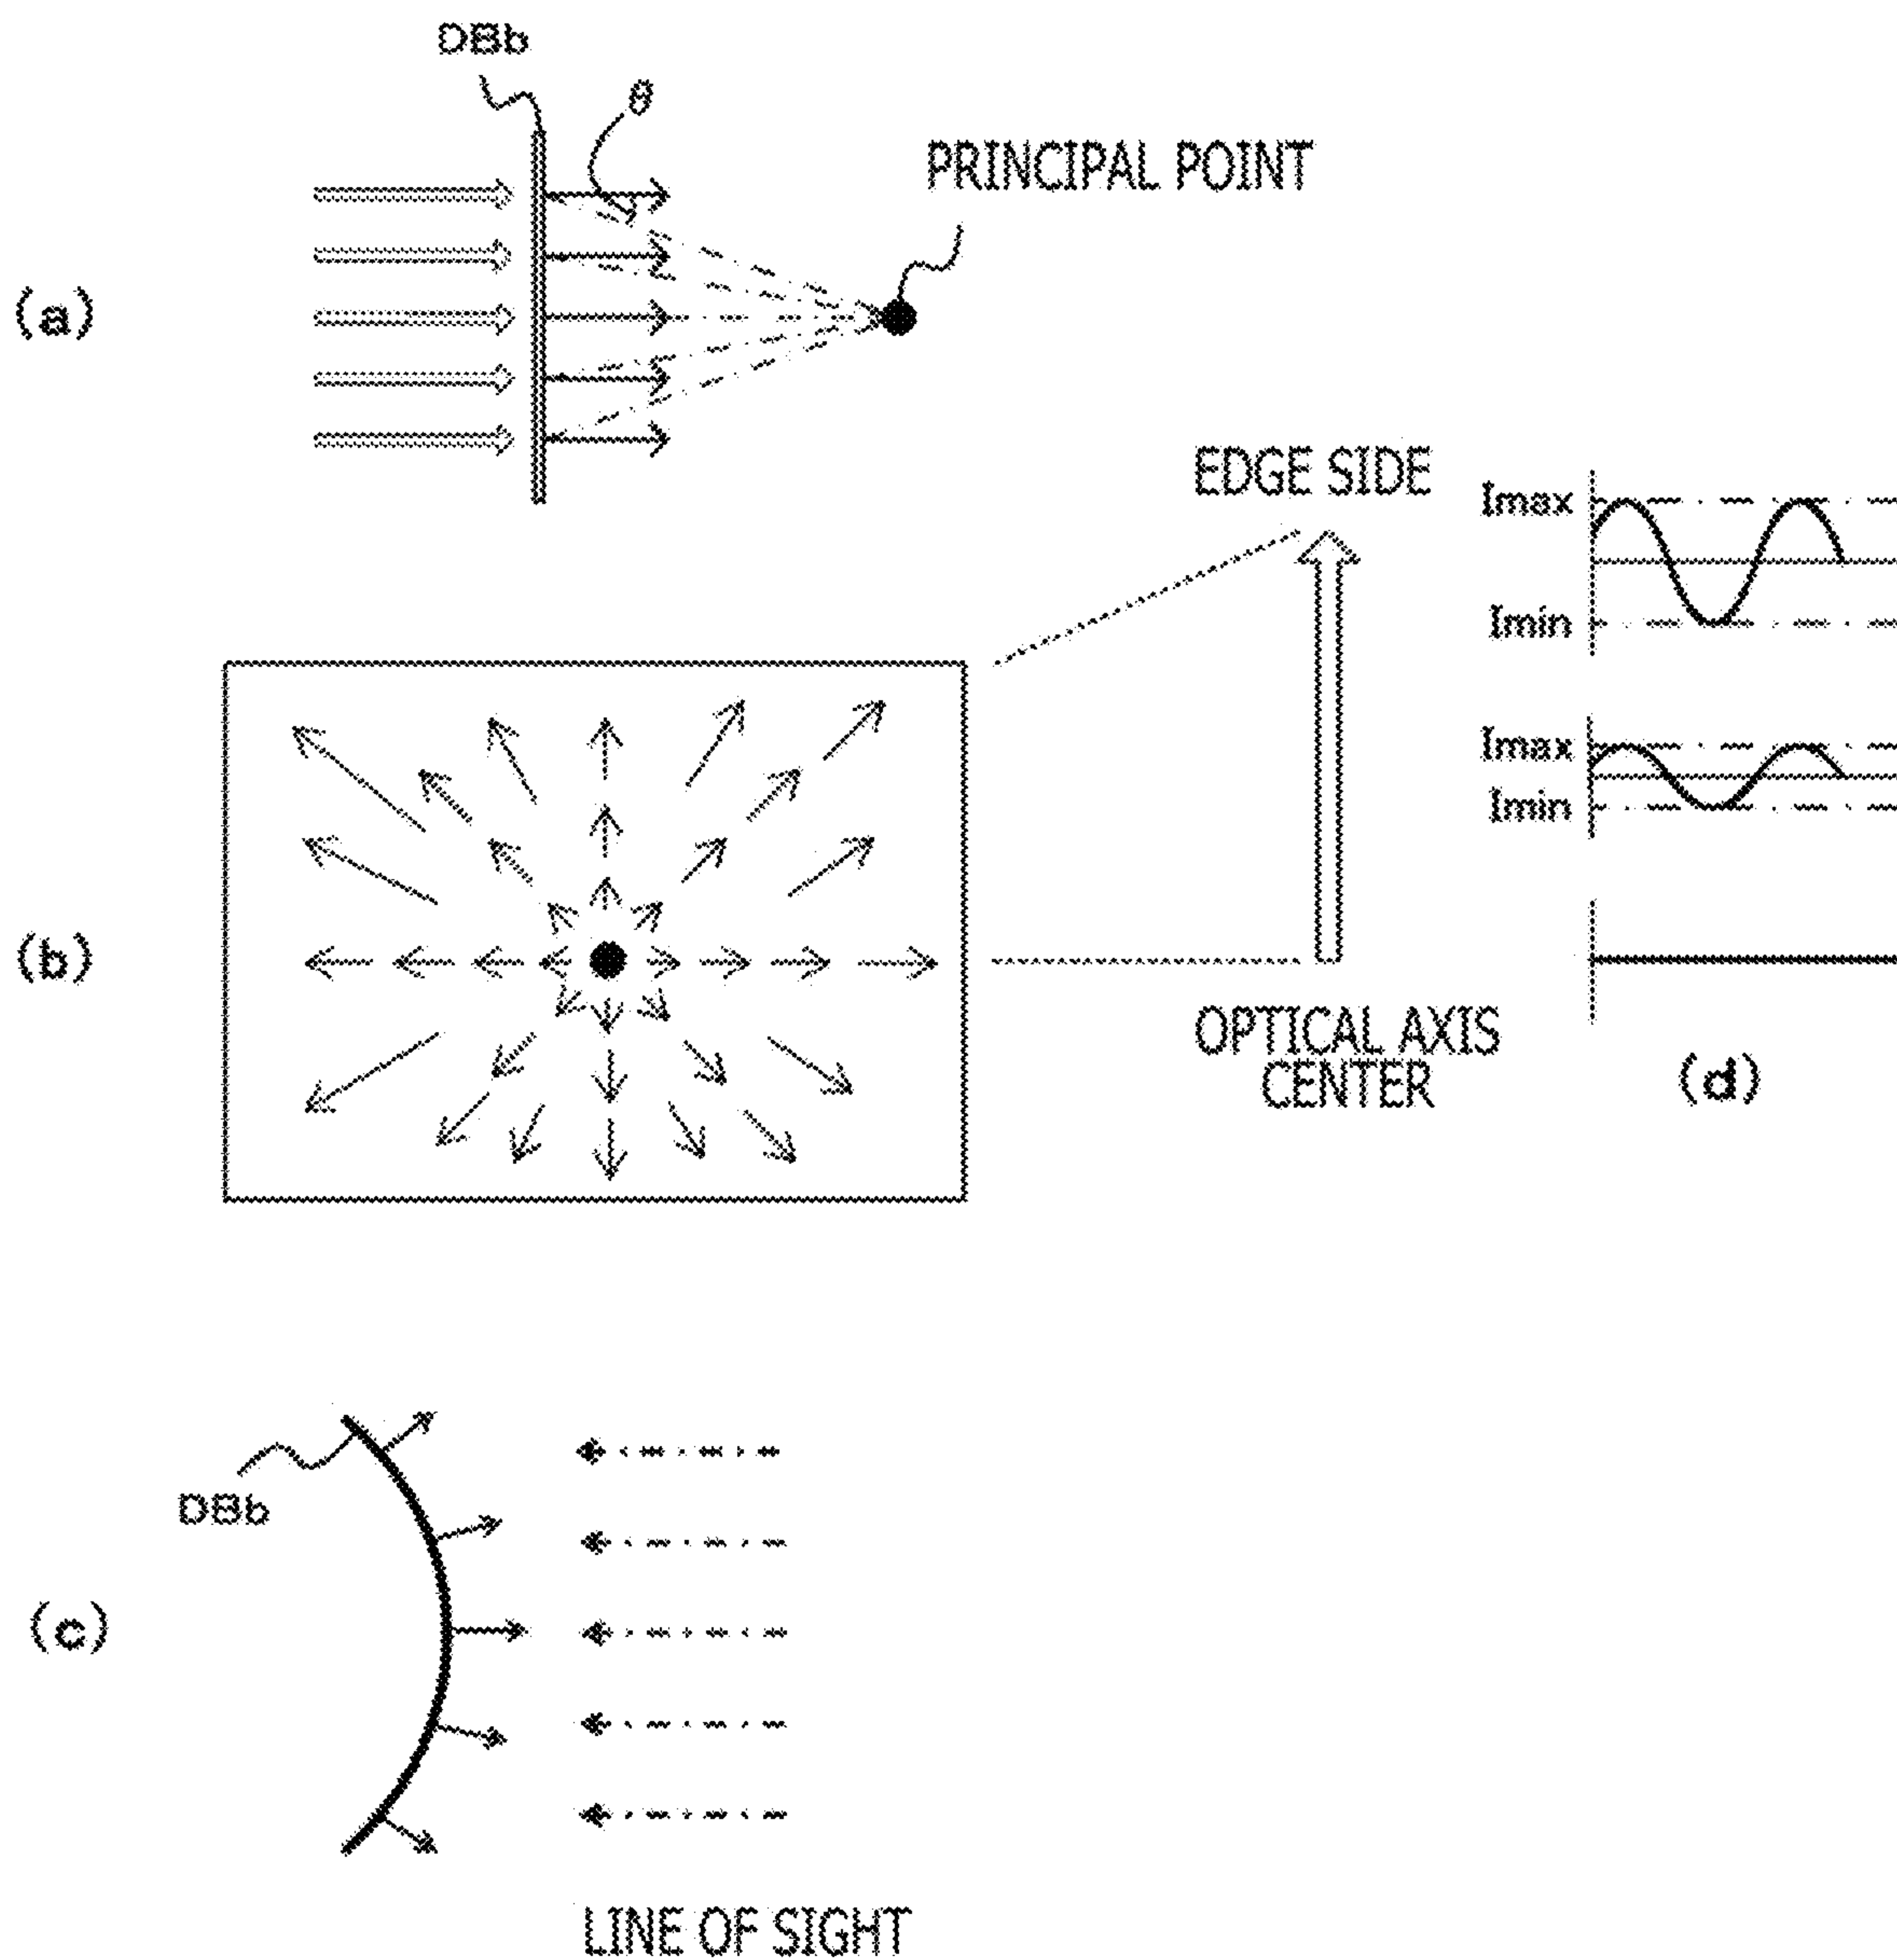 DBb
θ
PRINCIPAL POINT
(a)
EDGE SIDE
Imax
Imin
Imax
Imin
(b)
OPTICAL AXIS
CENTER
(d)
DBb
(c)
LINE OF SIGHT